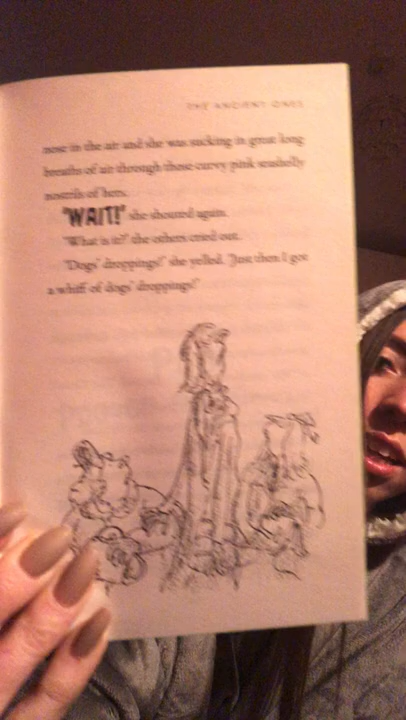 THE ANCIENT ONES
nose in the air and she was sucking in great long
breaths of air through those curvy pink seashelly
nostrils of hers.
"WAIT!" she shouted again.
'What is it?' the others cried out.
'Dogs' droppings!' she yelled. 'Just then I got
a whiff of dogs' droppings!'